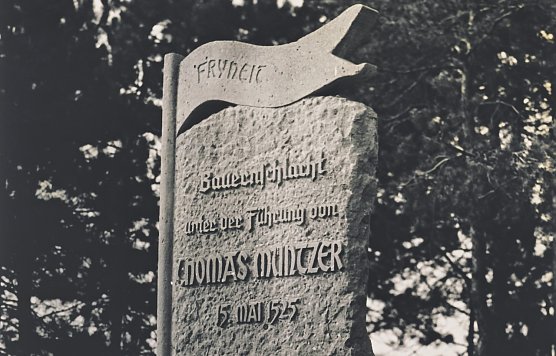 FRYHEIT
Bauernschlacht
unter der Führung von
THOMAS MÜNTZER
15. MAI 1525